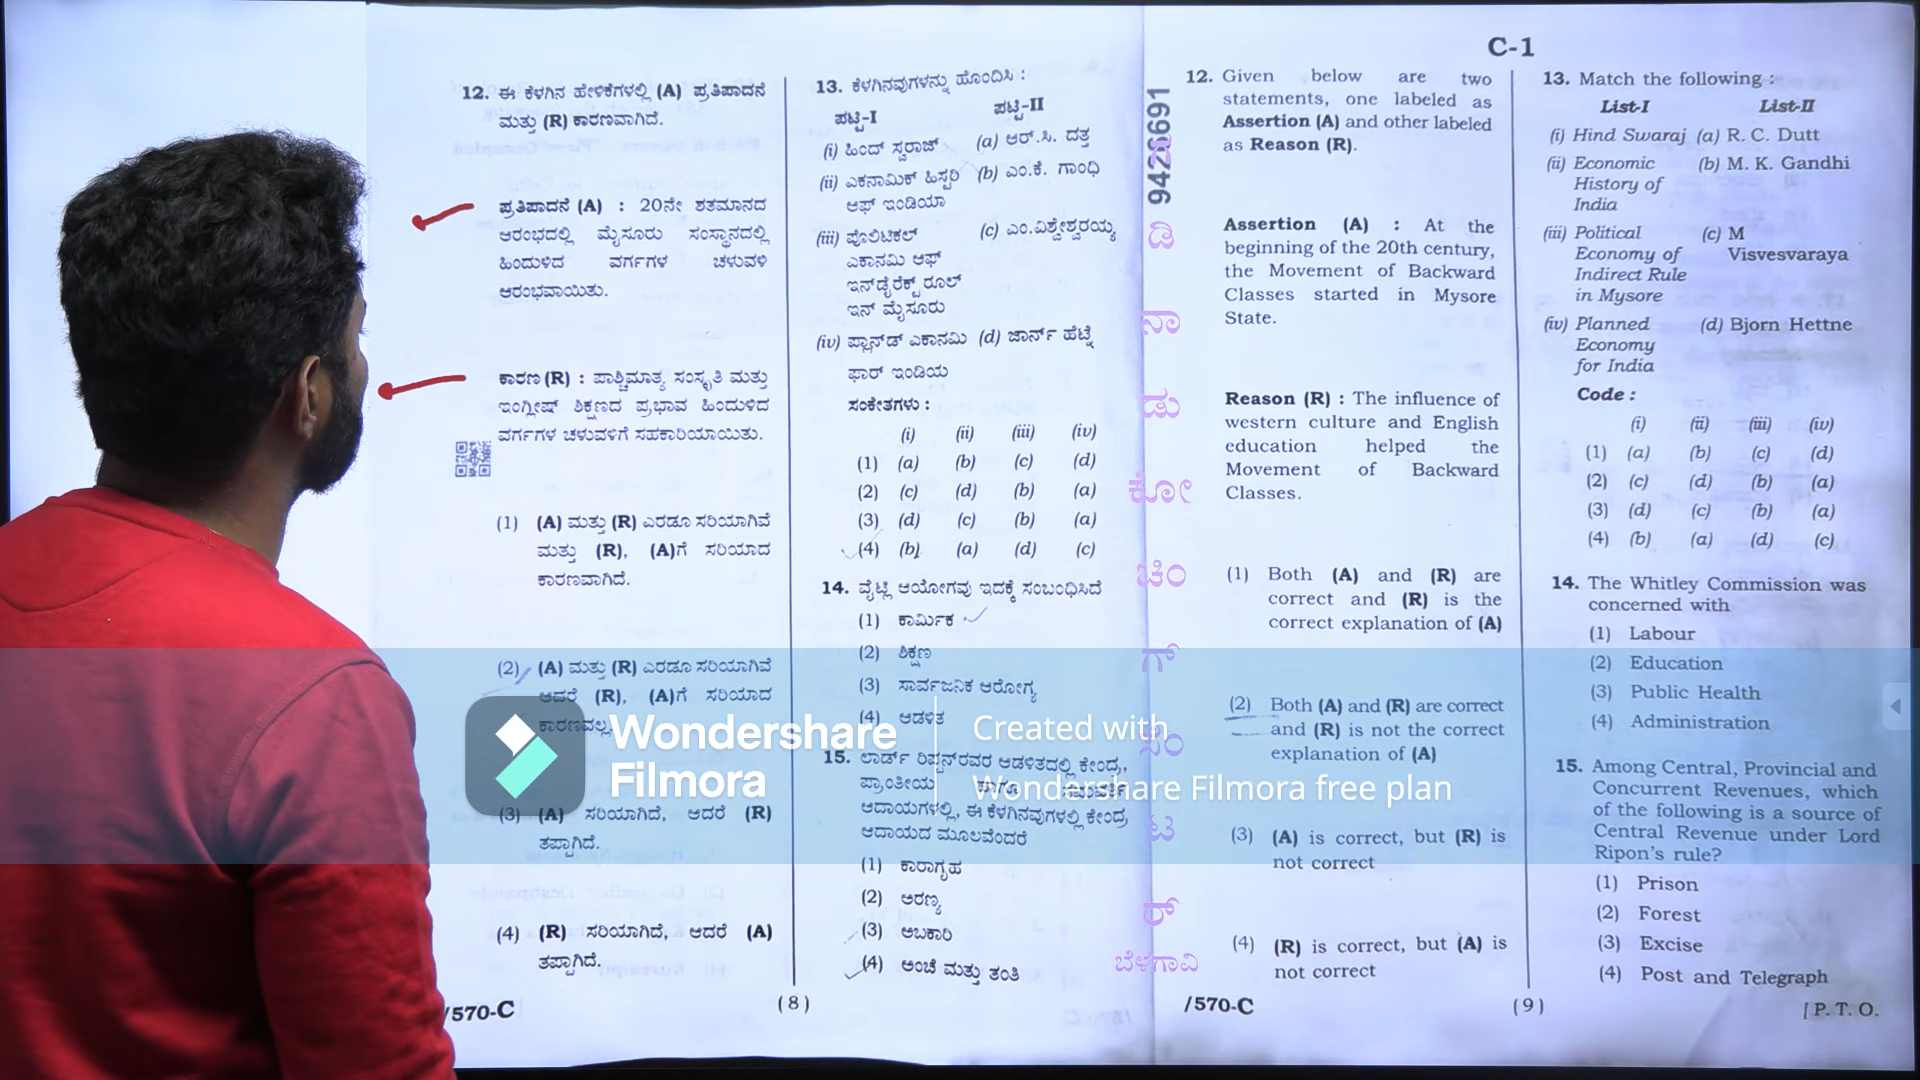 C-1
12. ಈ ಕೆಳಗಿನ ಹೇಳಿಕೆಗಳಲ್ಲಿ (A) ಪ್ರತಿಪಾದನೆ
ಮತ್ತು (R) ಕಾರಣವಾಗಿದೆ.
ಪ್ರತಿಪಾದನೆ (A) : 20ನೇ ಶತಮಾನದ
ಆರಂಭದಲ್ಲಿ ಮೈಸೂರು ಸಂಸ್ಥಾನದಲ್ಲಿ
ಹಿಂದುಳಿದ ವರ್ಗಗಳ ಚಳುವಳಿ
ಆರಂಭವಾಯಿತು.
ಕಾರಣ (R) : ಪಾಶ್ಚಿಮಾತ್ಯ ಸಂಸ್ಕೃತಿ ಮತ್ತು
ಇಂಗ್ಲೀಷ್ ಶಿಕ್ಷಣದ ಪ್ರಭಾವ ಹಿಂದುಳಿದ
ವರ್ಗಗಳ ಚಳುವಳಿಗೆ ಸಹಕಾರಿಯಾಯಿತು.
(1) (A) ಮತ್ತು (R) ಎರಡೂ ಸರಿಯಾಗಿವೆ
ಮತ್ತು (R), (A)ಗೆ ಸರಿಯಾದ
ಕಾರಣವಾಗಿದೆ.
(2) (A) ಮತ್ತು (R) ಎರಡೂ ಸರಿಯಾಗಿವೆ
ಆದರೆ (R), (A)ಗೆ ಸರಿಯಾದ
ಕಾರಣವಲ್ಲ
(3) (A) ಸರಿಯಾಗಿದೆ, ಆದರೆ (R)
ತಪ್ಪಾಗಿದೆ.
(4) (R) ಸರಿಯಾಗಿದೆ, ಆದರೆ (A)
ತಪ್ಪಾಗಿದೆ.
/570-C
13. ಕೆಳಗಿನವುಗಳನ್ನು ಹೊಂದಿಸಿ :
ಪಟ್ಟಿ-I ಪಟ್ಟಿ-II
(i) ಹಿಂದ್ ಸ್ವರಾಜ್ (a) ಆರ್.ಸಿ. ದತ್ತ
(ii) ಎಕನಾಮಿಕ್ ಹಿಸ್ಟರಿ (b) ಎಂ.ಕೆ. ಗಾಂಧಿ
ಆಫ್ ಇಂಡಿಯಾ
(iii) ಪೊಲಿಟಿಕಲ್ (c) ಎಂ.ವಿಶ್ವೇಶ್ವರಯ್ಯ
ಎಕಾನಮಿ ಆಫ್
ಇನ್‌ಡೈರೆಕ್ಟ್ ರೂಲ್
ಇನ್ ಮೈಸೂರು
(iv) ಪ್ಲಾನ್‌ಡ್ ಎಕಾನಮಿ (d) ಜಾರ್ನ್ ಹೆಟ್ನೆ
ಫಾರ್ ಇಂಡಿಯ
ಸಂಕೇತಗಳು :
(i) (ii) (iii) (iv)
(1) (a) (b) (c) (d)
(2) (c) (d) (b) (a)
(3) (d) (c) (b) (a)
(4) (b) (a) (d) (c)
14. ವೈಟ್ಲಿ ಆಯೋಗವು ಇದಕ್ಕೆ ಸಂಬಂಧಿಸಿದೆ
(1) ಕಾರ್ಮಿಕ
(2) ಶಿಕ್ಷಣ
(3) ಸಾರ್ವಜನಿಕ ಆರೋಗ್ಯ
(4) ಆಡಳಿತ
15. ಲಾರ್ಡ್ ರಿಪ್ಪನ್‌ರವರ ಆಡಳಿತದಲ್ಲಿ ಕೇಂದ್ರ,
ಪ್ರಾಂತೀಯ
ಆದಾಯಗಳಲ್ಲಿ, ಈ ಕೆಳಗಿನವುಗಳಲ್ಲಿ ಕೇಂದ್ರ
ಆದಾಯದ ಮೂಲವೆಂದರೆ
(1) ಕಾರಾಗೃಹ
(2) ಅರಣ್ಯ
(3) ಅಬಕಾರಿ
(4) ಅಂಚೆ ಮತ್ತು ತಂತಿ
(8)
ಬೆಳಗಾವಿ
12. Given below are two
statements, one labeled as
Assertion (A) and other labeled
as Reason (R).
Assertion (A) : At the
beginning of the 20th century,
the Movement of Backward
Classes started in Mysore
State.
Reason (R) : The influence of
western culture and English
education helped the
Movement of Backward
Classes.
(1) Both (A) and (R) are
correct and (R) is the
correct explanation of (A)
(2) Both (A) and (R) are correct
and (R) is not the correct
explanation of (A)
(3) (A) is correct, but (R) is
not correct
(4) (R) is correct, but (A) is
not correct
/570-C
13. Match the following :
List-I List-II
(i) Hind Swaraj (a) R. C. Dutt
(ii) Economic (b) M. K. Gandhi
History of
India
(iii) Political (c) M
Economy of Visvesvaraya
Indirect Rule
in Mysore
(iv) Planned (d) Bjorn Hettne
Economy
for India
Code :
(i) (ii) (iii) (iv)
(1) (a) (b) (c) (d)
(2) (c) (d) (b) (a)
(3) (d) (c) (b) (a)
(4) (b) (a) (d) (c)
14. The Whitley Commission was
concerned with
(1) Labour
(2) Education
(3) Public Health
(4) Administration
15. Among Central, Provincial and
Concurrent Revenues, which
of the following is a source of
Central Revenue under Lord
Ripon's rule?
(1) Prison
(2) Forest
(3) Excise
(4) Post and Telegraph
(9)
[ P. T. O.
Wondershare
Filmora
Created with
Wondershare Filmora free plan